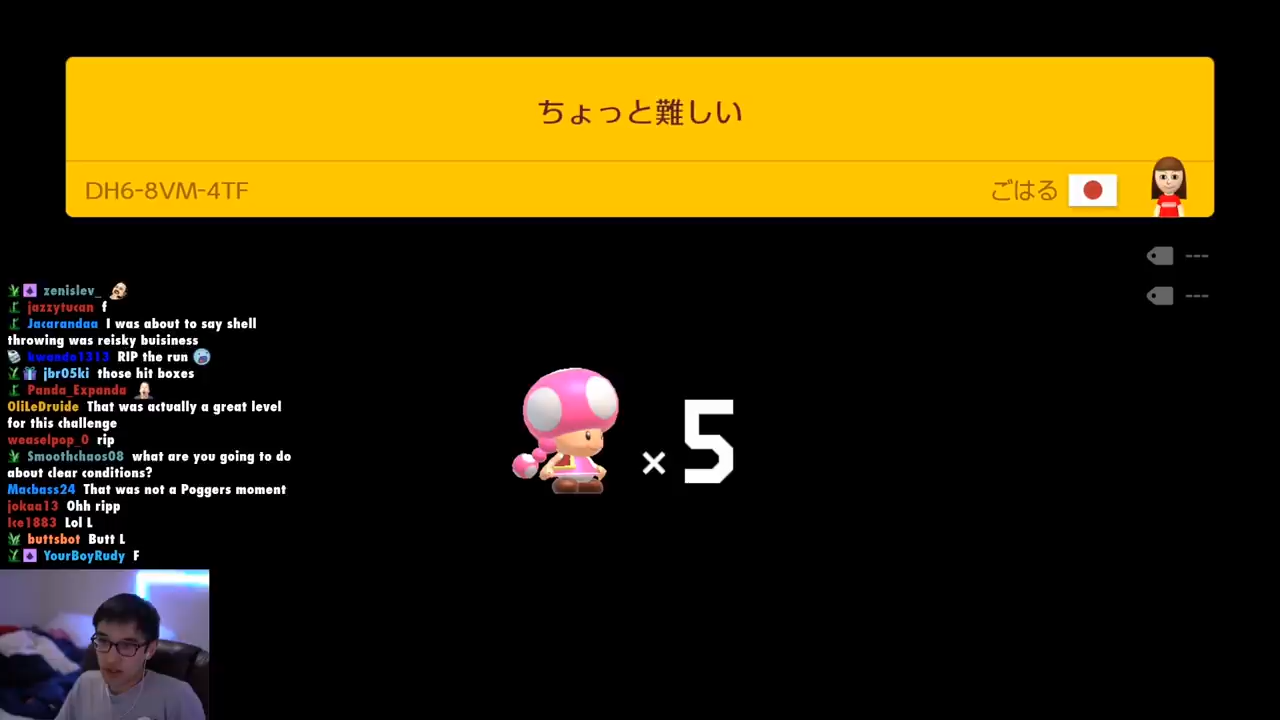 ちょっと難しい
DH6-8VM-4TF
ごはる
---
---
zenislev_
jazzytucan f
Jacarandaa I was about to say shell
throwing was reisky buisiness
kwando1313 RIP the run
jbr05ki those hit boxes
Panda_Expanda
OliLeDruide That was actually a great level
for this challenge
weaselpop_0 rip
Smoothchaos08 what are you going to do
about clear conditions?
Macbass24 That was not a Poggers moment
jokaa13 Ohh ripp
Ice1883 Lol L
buttsbot Butt L
YourBoyRudy F
× 5